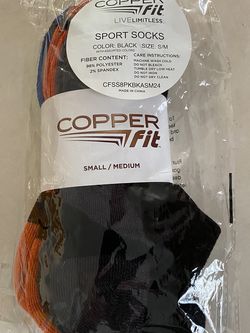 COPPER
fit
LIVELIMITLESS.
SPORT SOCKS
COLOR: BLACK SIZE: S/M
WITH ASSORTED COLORS
FIBER CONTENT:
98% POLYESTER
2% SPANDEX
CARE INSTRUCTIONS:
MACHINE WASH COLD
DO NOT BLEACH
TUMBLE DRY LOW HEAT
DO NOT IRON
DO NOT DRY CLEAN
CFSS8PKBKASM24
MADE IN CHINA
COPPER
fit
SMALL / MEDIUM